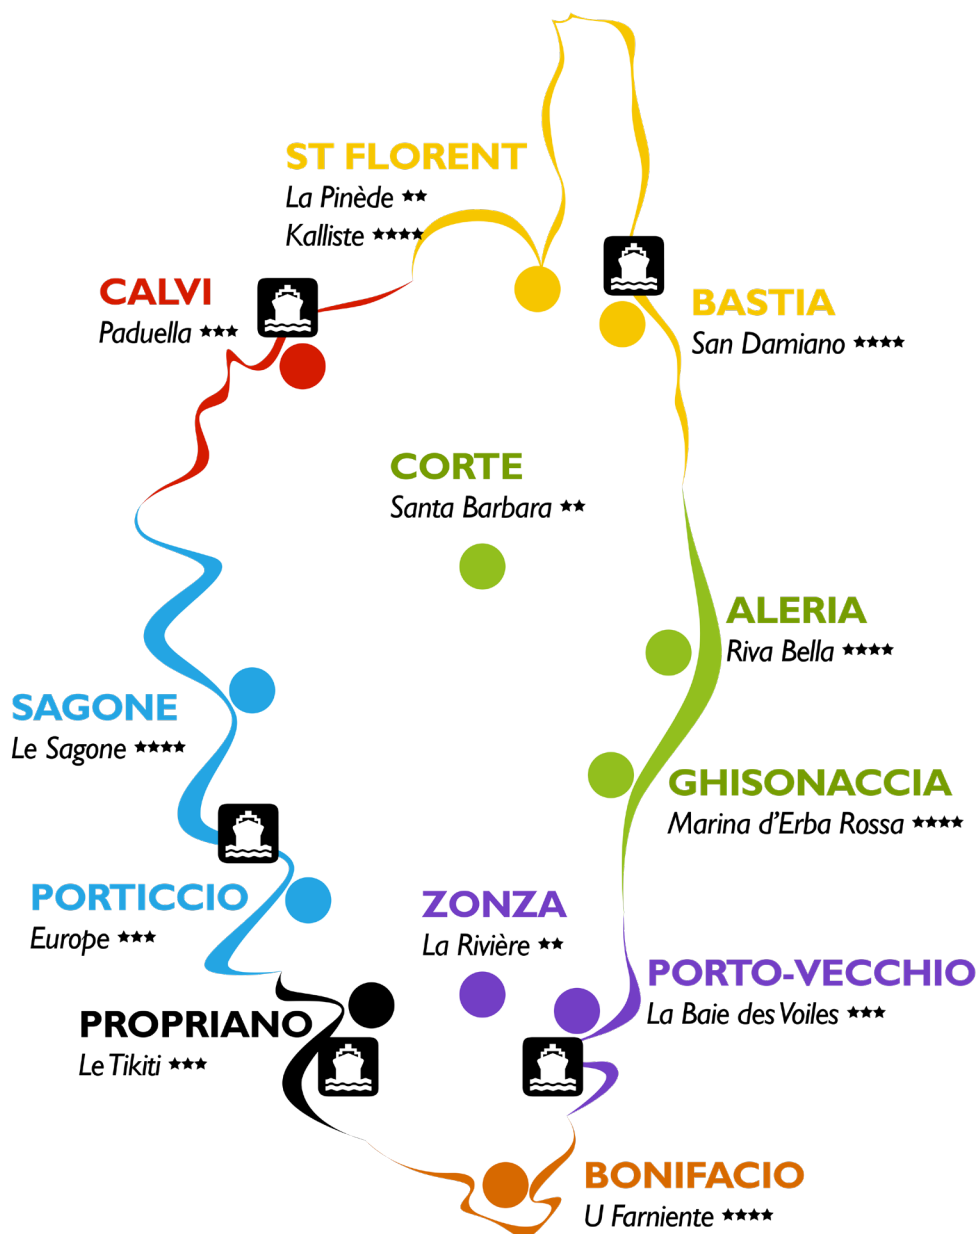 ST FLORENT
La Pinède ★★
Kalliste ★★★★
CALVI
Paduella ★★★
BASTIA
San Damiano ★★★★
CORTE
Santa Barbara ★★
ALERIA
Riva Bella ★★★★
SAGONE
Le Sagone ★★★★
GHISONACCIA
Marina d'Erba Rossa ★★★★
PORTICCIO
Europe ★★★
ZONZA
La Rivière ★★
PORTO-VECCHIO
La Baie des Voiles ★★★
PROPRIANO
Le Tikiti ★★★
BONIFACIO
U Farniente ★★★★